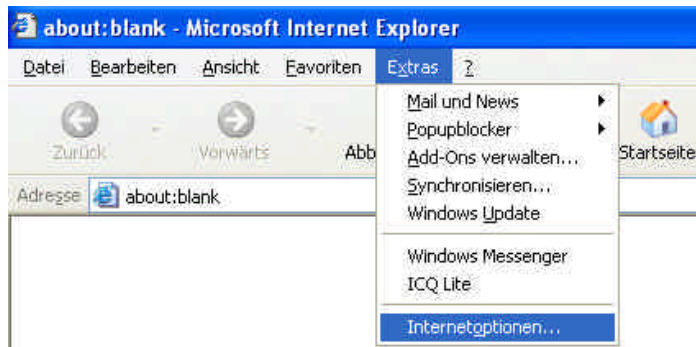 about:blank - Microsoft Internet Explorer
Datei Bearbeiten Ansicht Favoriten Extras ?
Zurück Vorwärts Abb Startseite
Adresse about:blank
Mail und News
Popupblocker
Add-Ons verwalten...
Synchronisieren...
Windows Update
Windows Messenger
ICQ Lite
Internetoptionen...